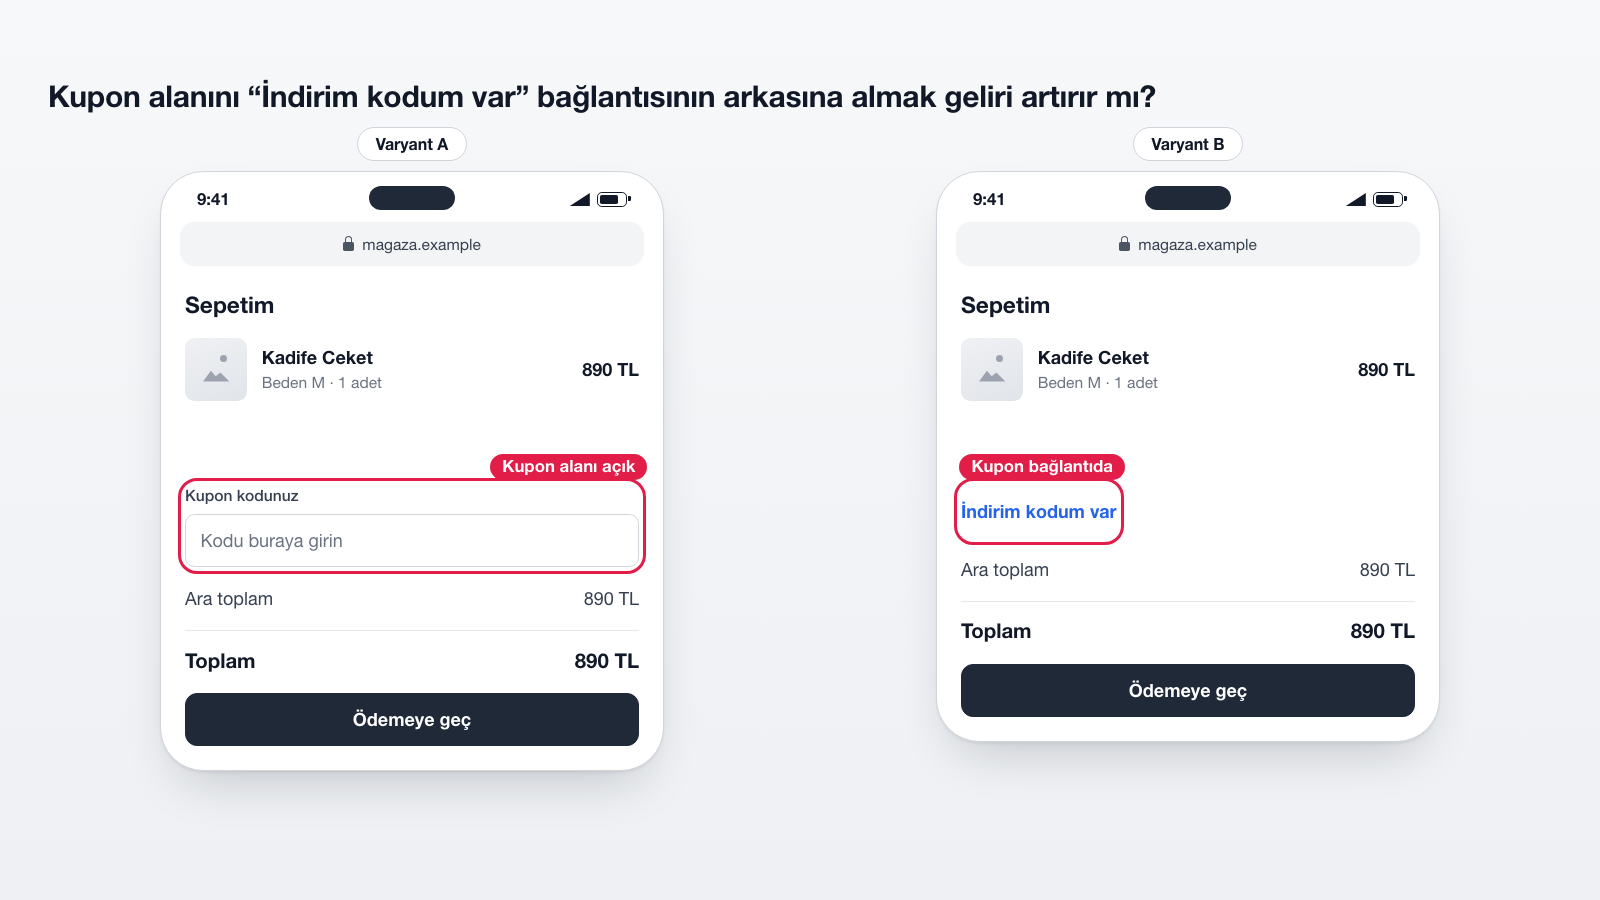 Kupon alanını “İndirim kodum var” bağlantısının arkasına almak geliri artırır mı?
Varyant A
9:41
magaza.example
Sepetim
Kadife Ceket
Beden M · 1 adet
890 TL
Kupon alanı açık
Kupon kodunuz
Kodu buraya girin
Ara toplam 890 TL
Toplam 890 TL
Ödemeye geç
Varyant B
9:41
magaza.example
Sepetim
Kadife Ceket
Beden M · 1 adet
890 TL
Kupon bağlantıda
İndirim kodum var
Ara toplam 890 TL
Toplam 890 TL
Ödemeye geç